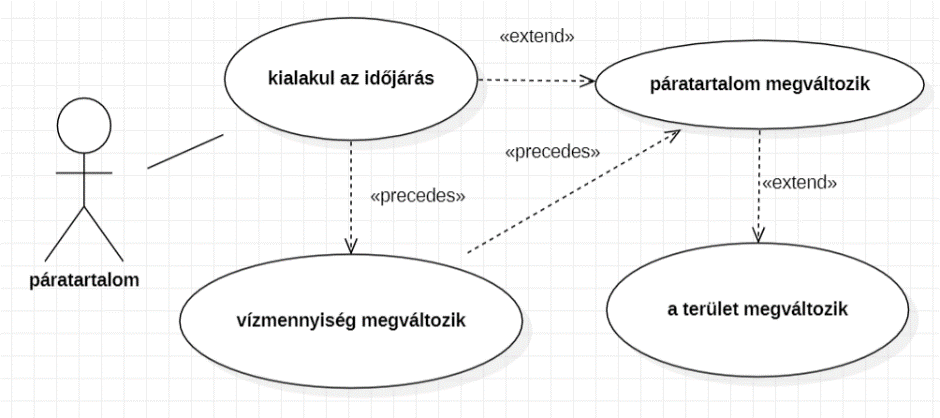 «extend»
kialakul az időjárás
páratartalom megváltozik
«precedes»
«extend»
«precedes»
páratartalom
vízmennyiség megváltozik
a terület megváltozik